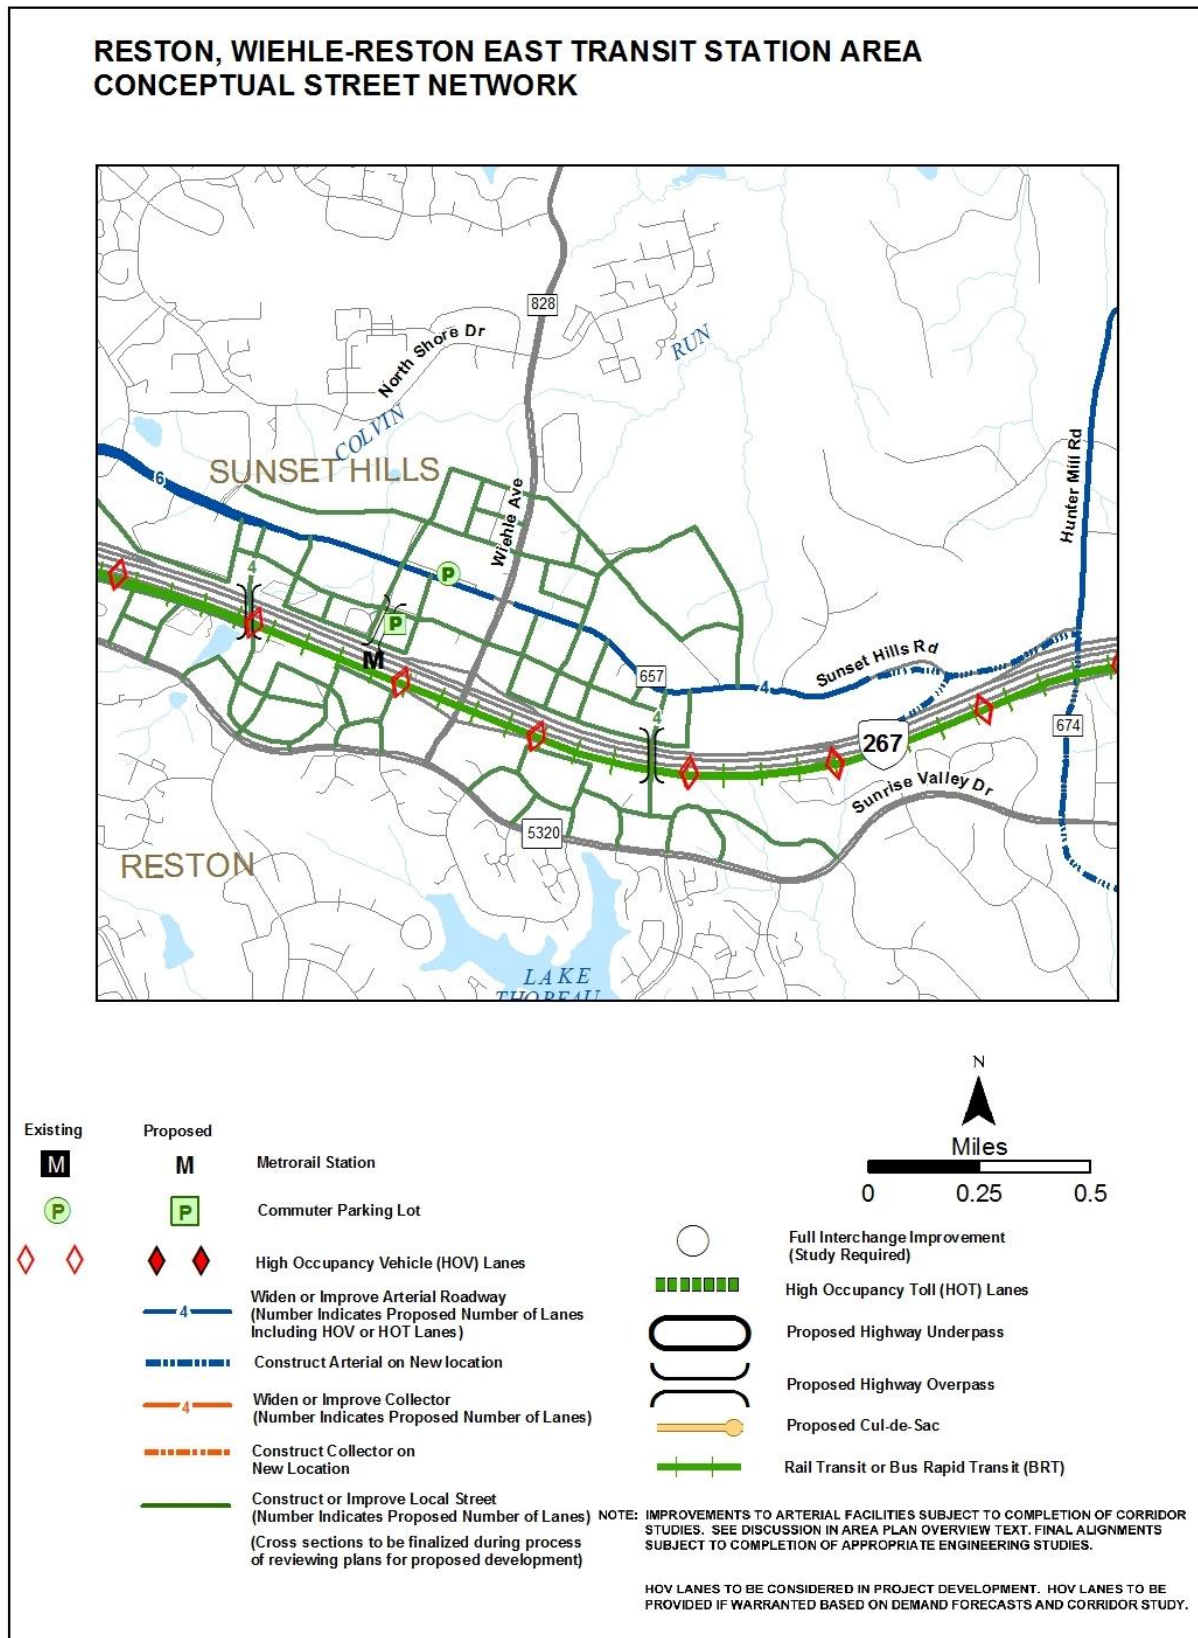 RESTON, WIEHLE-RESTON EAST TRANSIT STATION AREA
CONCEPTUAL STREET NETWORK
828
North Shore Dr
RUN
COLVIN
SUNSET HILLS
6
Wiehle Ave
Hunter Mill Rd
P
4
P
M
657
Sunset Hills Rd
4
4
267
674
Sunrise Valley Dr
5320
RESTON
LAKE
THOREAU
N
Miles
0 0.25 0.5
Existing Proposed
M M Metrorail Station
P P Commuter Parking Lot
High Occupancy Vehicle (HOV) Lanes
4 Widen or Improve Arterial Roadway
(Number Indicates Proposed Number of Lanes
Including HOV or HOT Lanes)
Construct Arterial on New location
4 Widen or Improve Collector
(Number Indicates Proposed Number of Lanes)
Construct Collector on
New Location
Construct or Improve Local Street
(Number Indicates Proposed Number of Lanes)
(Cross sections to be finalized during process
of reviewing plans for proposed development)
Full Interchange Improvement
(Study Required)
High Occupancy Toll (HOT) Lanes
Proposed Highway Underpass
Proposed Highway Overpass
Proposed Cul-de-Sac
Rail Transit or Bus Rapid Transit (BRT)
NOTE: IMPROVEMENTS TO ARTERIAL FACILITIES SUBJECT TO COMPLETION OF CORRIDOR
STUDIES. SEE DISCUSSION IN AREA PLAN OVERVIEW TEXT. FINAL ALIGNMENTS
SUBJECT TO COMPLETION OF APPROPRIATE ENGINEERING STUDIES.
HOV LANES TO BE CONSIDERED IN PROJECT DEVELOPMENT. HOV LANES TO BE
PROVIDED IF WARRANTED BASED ON DEMAND FORECASTS AND CORRIDOR STUDY.